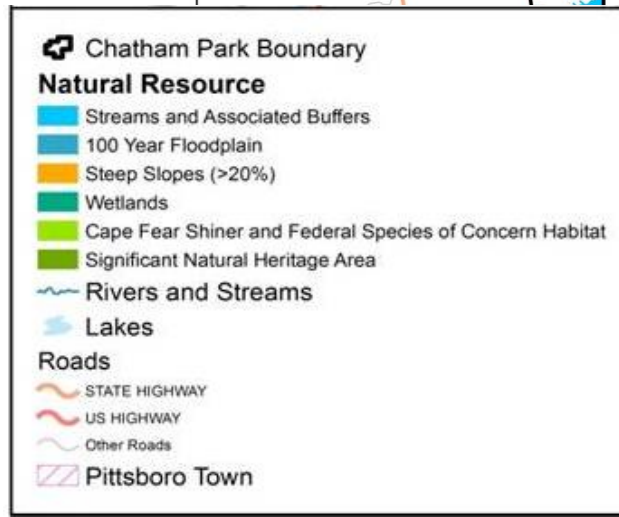 Chatham Park Boundary
Natural Resource
Streams and Associated Buffers
100 Year Floodplain
Steep Slopes (>20%)
Wetlands
Cape Fear Shiner and Federal Species of Concern Habitat
Significant Natural Heritage Area
Rivers and Streams
Lakes
Roads
STATE HIGHWAY
US HIGHWAY
Other Roads
Pittsboro Town